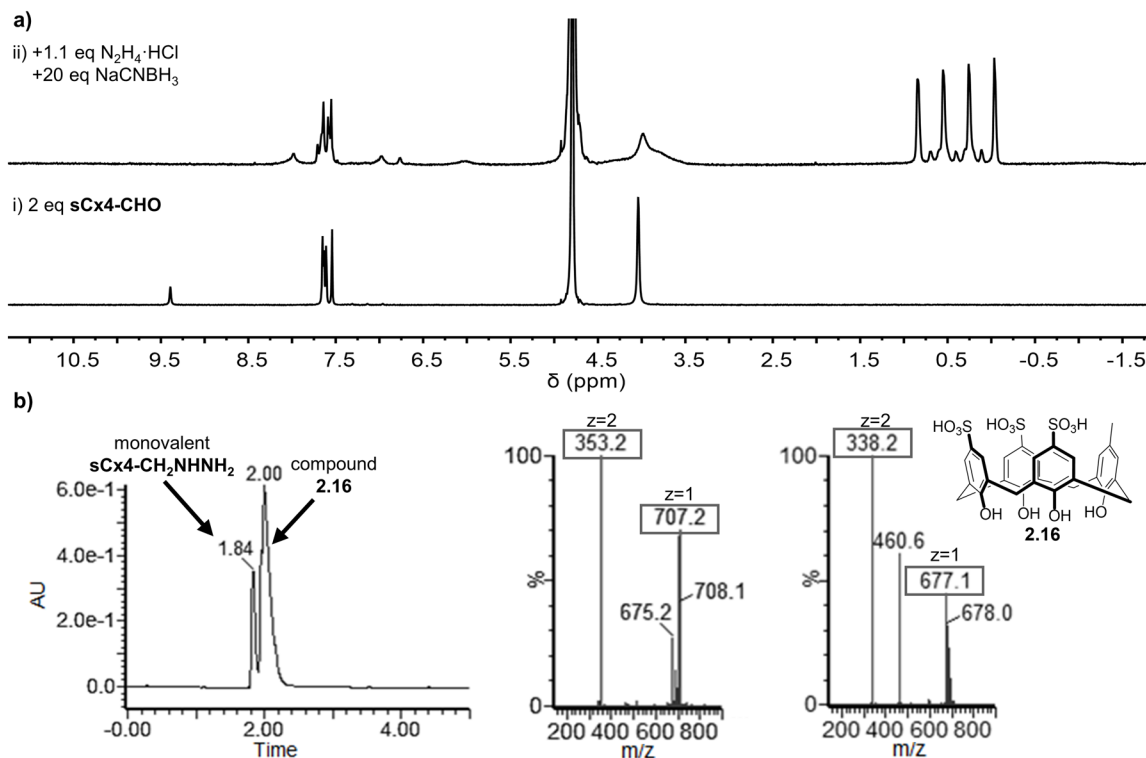 a)
ii) +1.1 eq N₂H₄·HCl
+20 eq NaCNBH₃
i) 2 eq sCx4-CHO
10.5 9.5 8.5 7.5 6.5 5.5 4.5 3.5 2.5 1.5 0.5 -0.5 -1.5
δ (ppm)
b)
monovalent
sCx4-CH₂NHNH₂
compound
2.16
2.00
1.84
6.0e-1
4.0e-1
2.0e-1
0.0
AU
-0.00 2.00 4.00
Time
z=2
353.2
100
z=1
707.2
708.1
675.2
%
0
200 400 600 800
m/z
z=2
338.2
100
460.6
z=1
677.1
678.0
%
0
200 400 600 800
m/z
HO₃S SO₃H SO₃H
OH OH OH HO
2.16